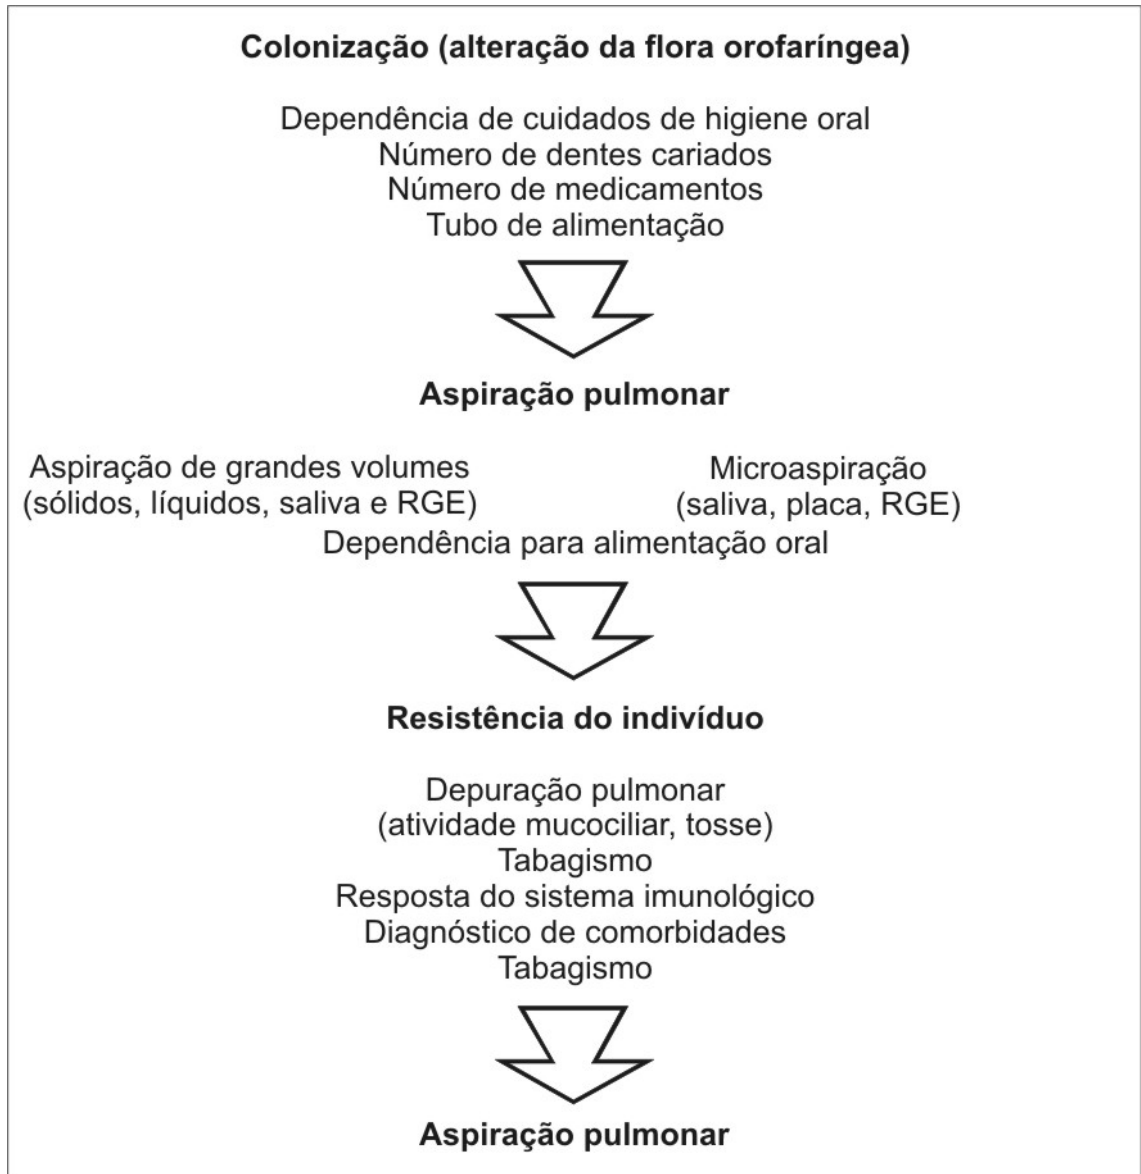 Colonização (alteração da flora orofaríngea)
Dependência de cuidados de higiene oral
Número de dentes cariados
Número de medicamentos
Tubo de alimentação
Aspiração pulmonar
Aspiração de grandes volumes
(sólidos, líquidos, saliva e RGE)
Microaspiração
(saliva, placa, RGE)
Dependência para alimentação oral
Resistência do indivíduo
Depuração pulmonar
(atividade mucociliar, tosse)
Tabagismo
Resposta do sistema imunológico
Diagnóstico de comorbidades
Tabagismo
Aspiração pulmonar